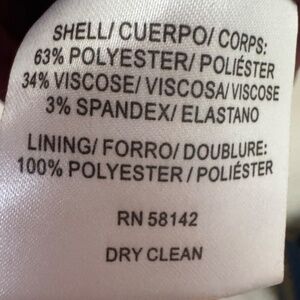 SHELL/ CUERPO/ CORPS:
63% POLYESTER/ POLIÉSTER
34% VISCOSE/ VISCOSA/ VISCOSE
3% SPANDEX/ ELASTANO
LINING/ FORRO/ DOUBLURE:
100% POLYESTER/ POLIÉSTER
RN 58142
DRY CLEAN